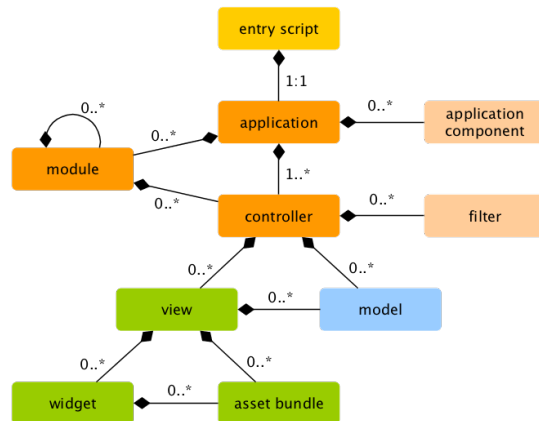 entry script
1:1
application
0..*
application
component
0..*
0..*
module
1..*
0..*
controller
0..*
filter
0..*
0..*
view
0..*
model
0..*
0..*
widget
0..*
asset bundle